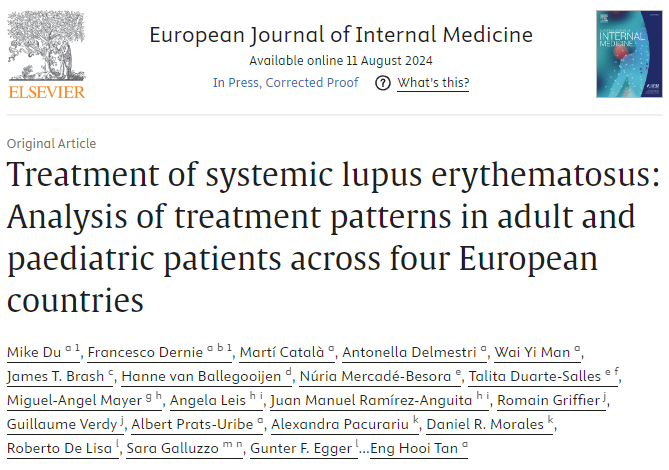 European Journal of Internal Medicine
Available online 11 August 2024
In Press, Corrected Proof ? What's this?
ELSEVIER
INTERNAL
MEDICINE
Original Article
Treatment of systemic lupus erythematosus:
Analysis of treatment patterns in adult and
paediatric patients across four European
countries
Mike Du a 1, Francesco Dernie a b 1, Martí Català a, Antonella Delmestri a, Wai Yi Man a,
James T. Brash c, Hanne van Ballegooijen d, Núria Mercadé-Besora e, Talita Duarte-Salles e f,
Miguel-Angel Mayer g h, Angela Leis h i, Juan Manuel Ramírez-Anguita h i, Romain Griffier j,
Guillaume Verdy j, Albert Prats-Uribe a, Alexandra Pacurariu k, Daniel R. Morales k,
Roberto De Lisa l, Sara Galluzzo m n, Gunter F. Egger l...Eng Hooi Tan a